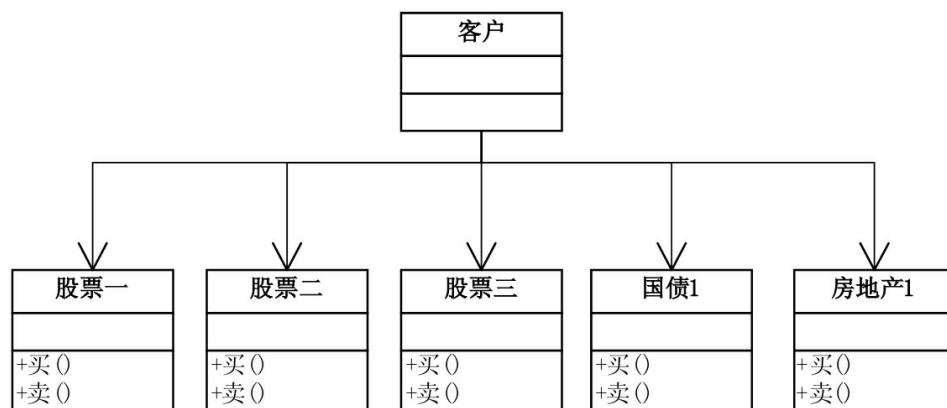 客户
股票一
股票二
股票三
国债1
房地产1
+买()
+卖()
+买()
+卖()
+买()
+卖()
+买()
+卖()
+买()
+卖()